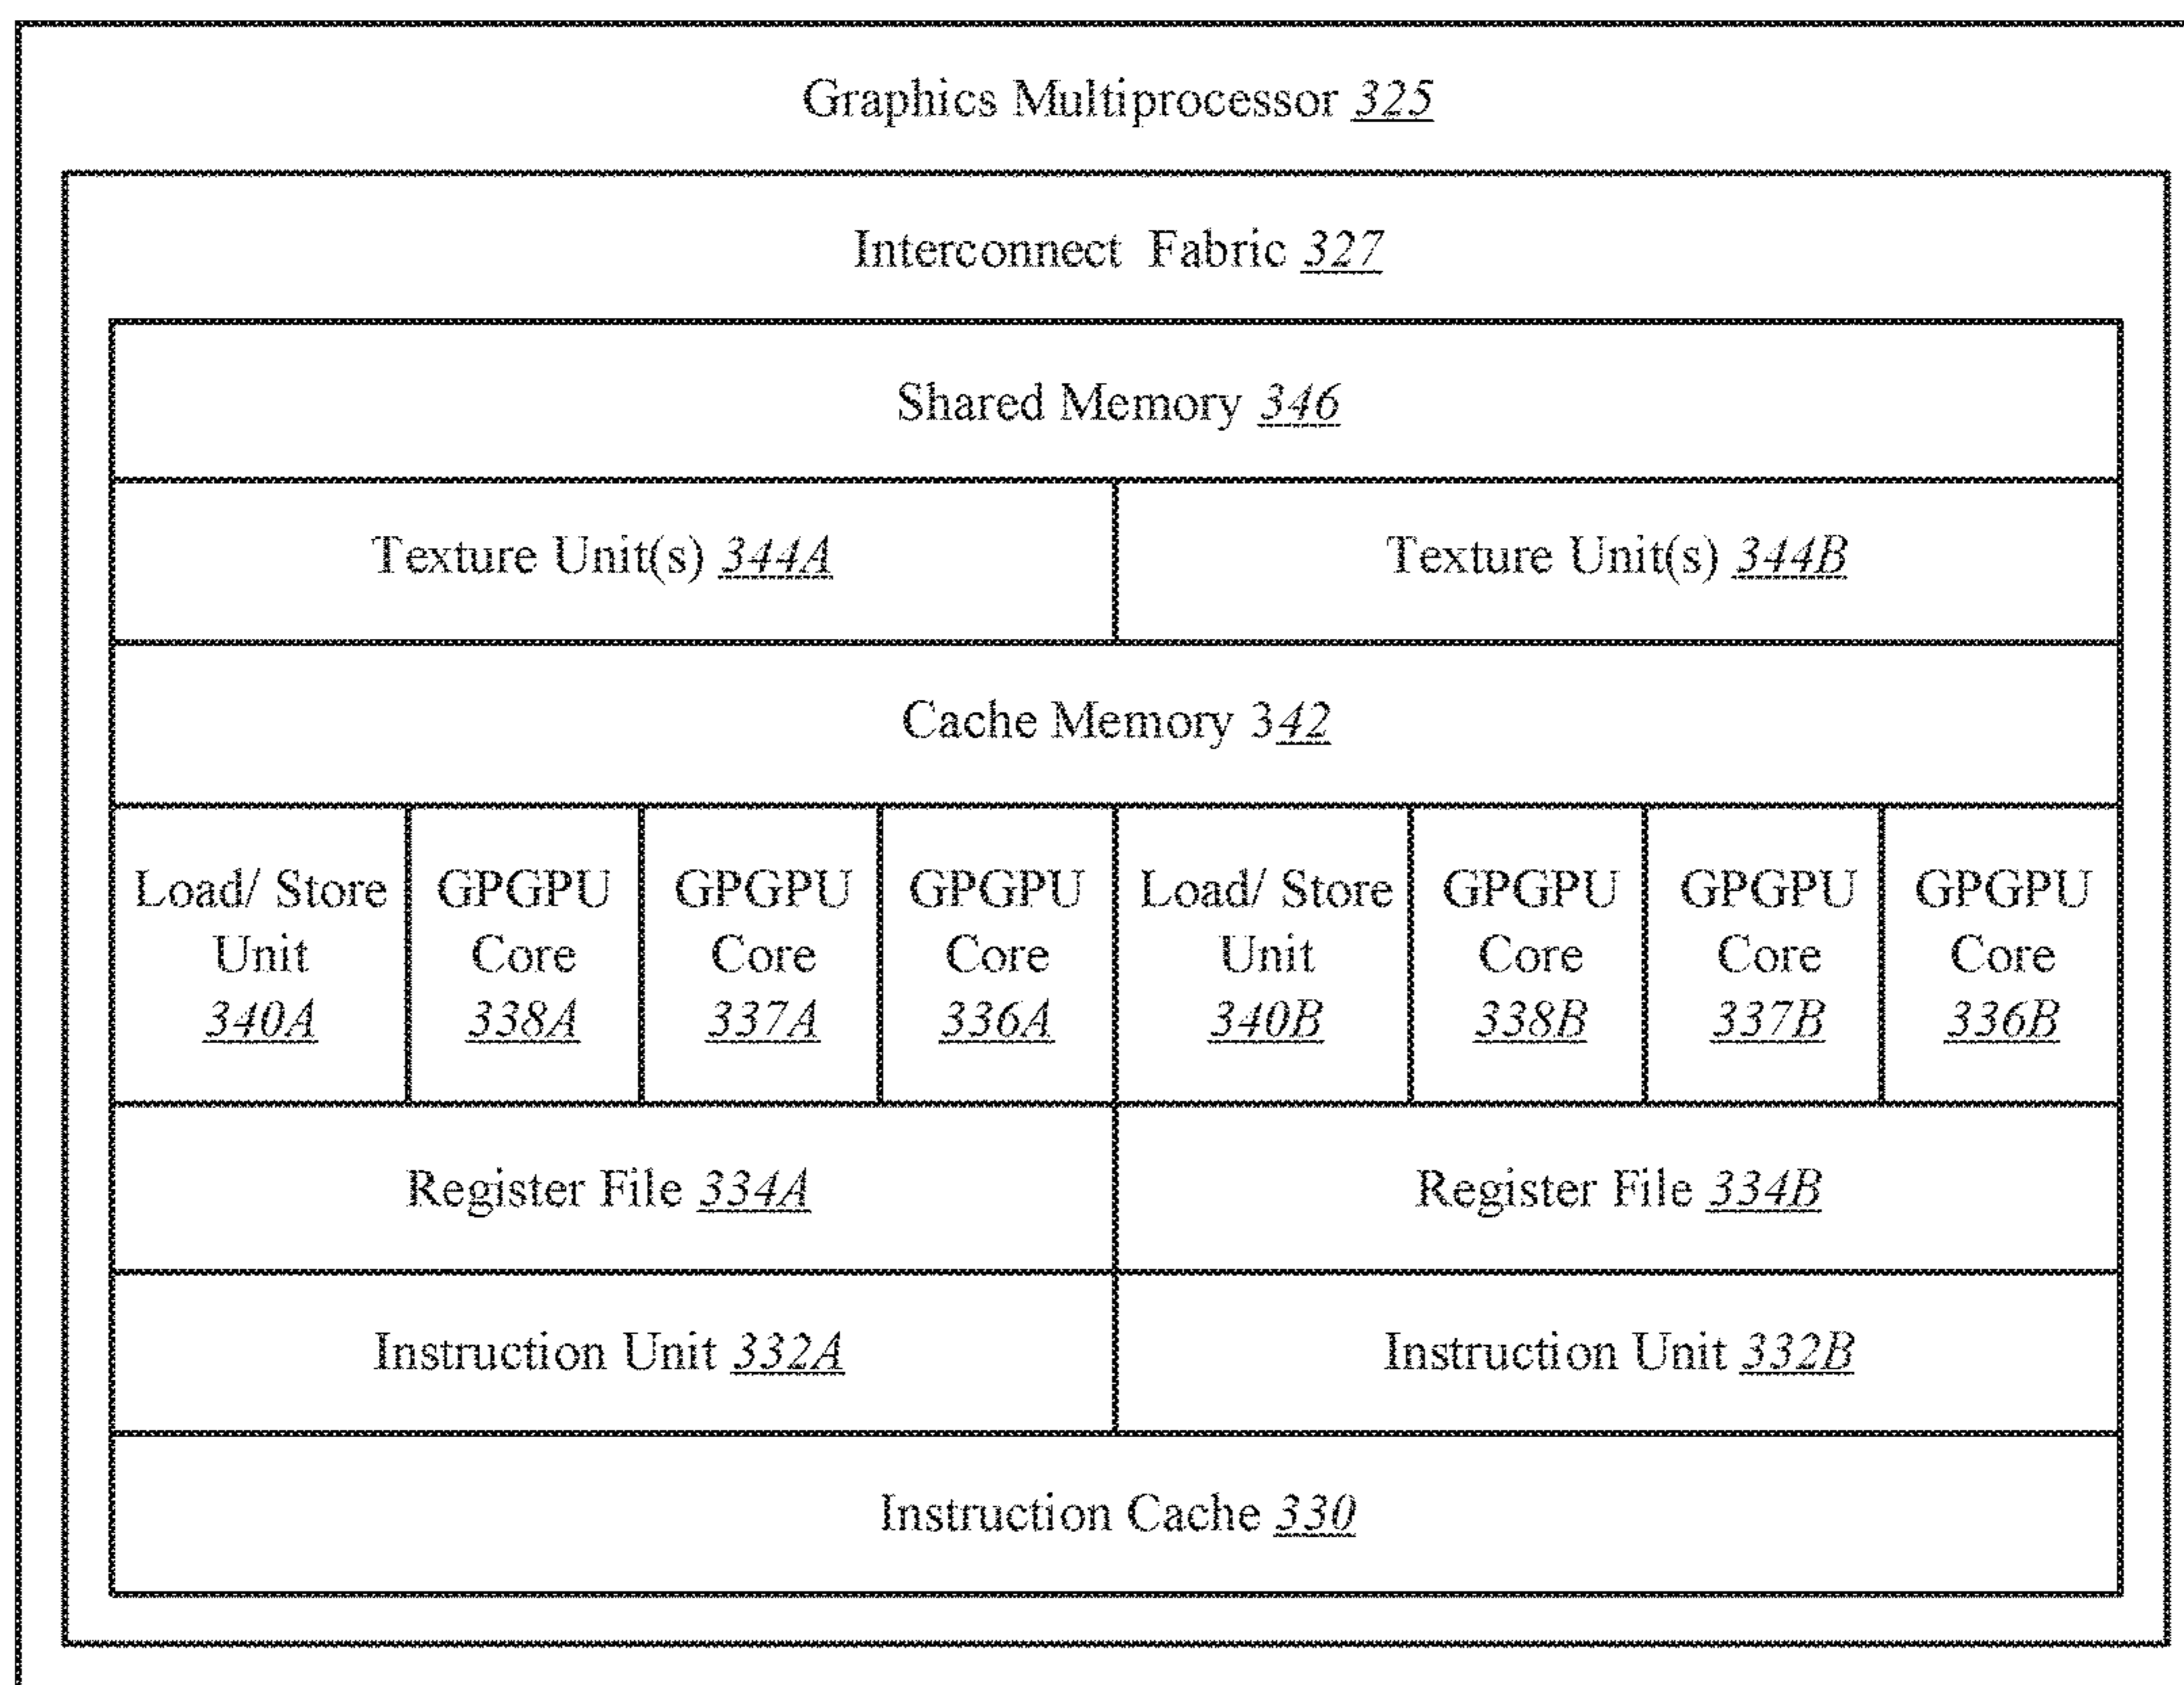 Graphics Multiprocessor 325
Interconnect Fabric 327
Shared Memory 346
Texture Unit(s) 344A
Texture Unit(s) 344B
Cache Memory 342
Load/ Store
Unit
340A
GPGPU
Core
338A
GPGPU
Core
337A
GPGPU
Core
336A
Load/ Store
Unit
340B
GPGPU
Core
338B
GPGPU
Core
337B
GPGPU
Core
336B
Register File 334A
Register File 334B
Instruction Unit 332A
Instruction Unit 332B
Instruction Cache 330